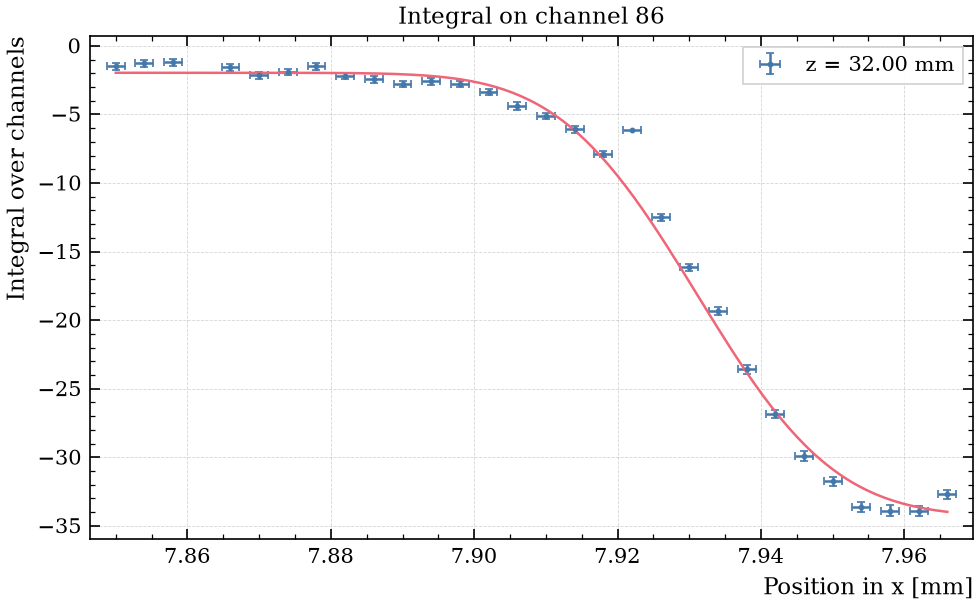 Integral on channel 86
Integral over channels
0
−5
−10
−15
−20
−25
−30
−35
z = 32.00 mm
7.86 7.88 7.90 7.92 7.94 7.96
Position in x [mm]